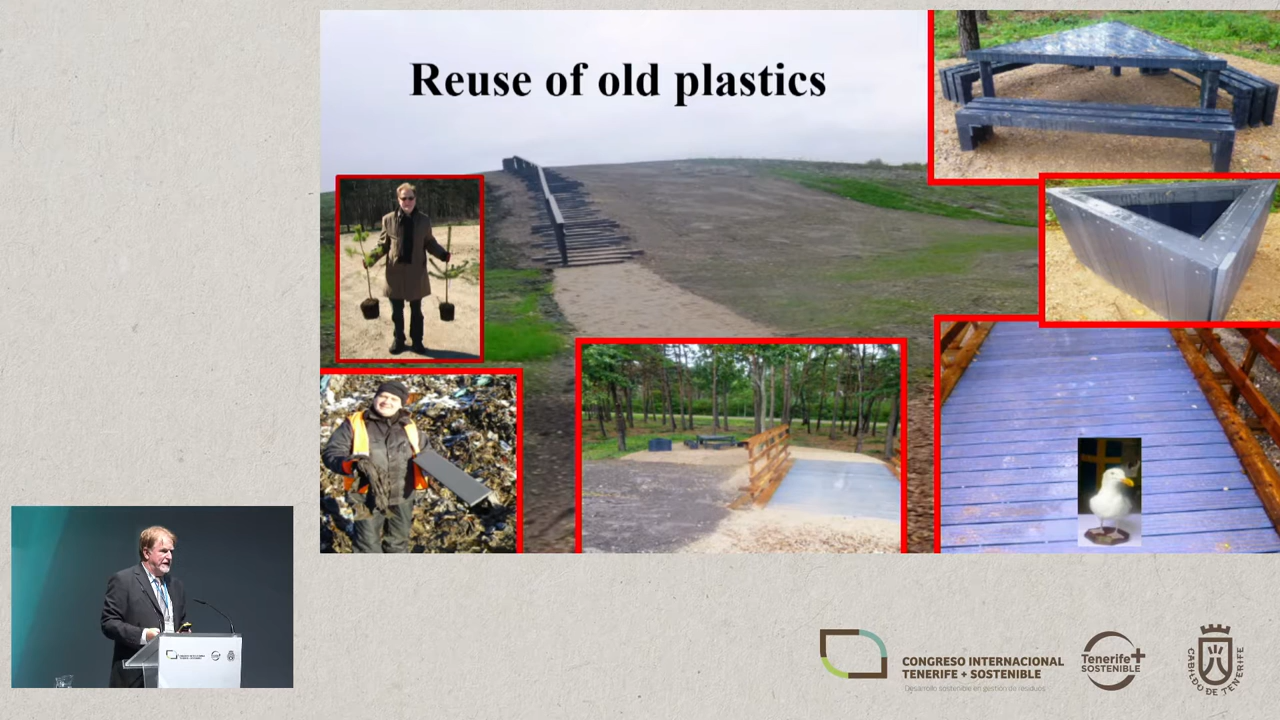 Reuse of old plastics
CONGRESO INTERNACIONAL
TENERIFE + SOSTENIBLE
Desarrollo sostenible en gestión de residuos
Tenerife+
SOSTENIBLE
CABILDO DE TENERIFE